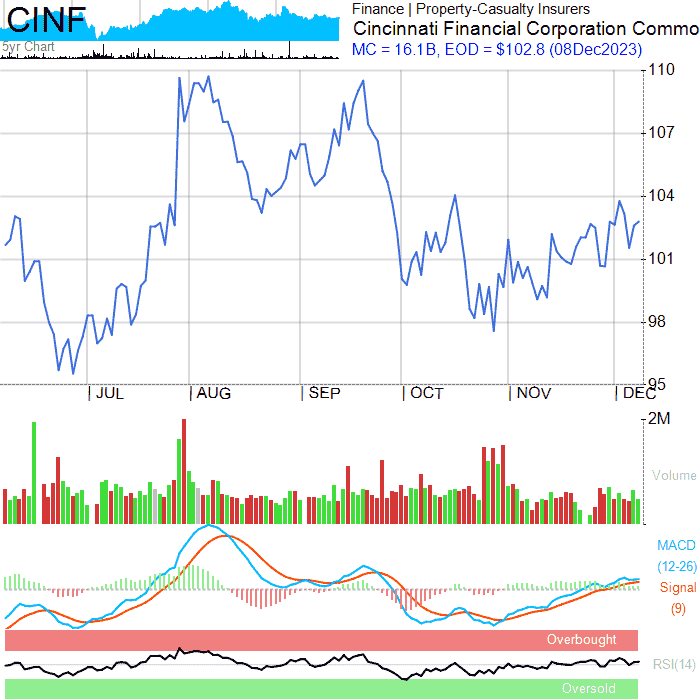 CINF
Finance | Property-Casualty Insurers
Cincinnati Financial Corporation Commo
5yr Chart
MC = 16.1B, EOD = $102.8 (08Dec2023)
110
107
104
101
98
95
JUL AUG SEP OCT NOV DEC
2M
Volume
MACD
(12-26)
Signal
(9)
Overbought
RSI(14)
Oversold